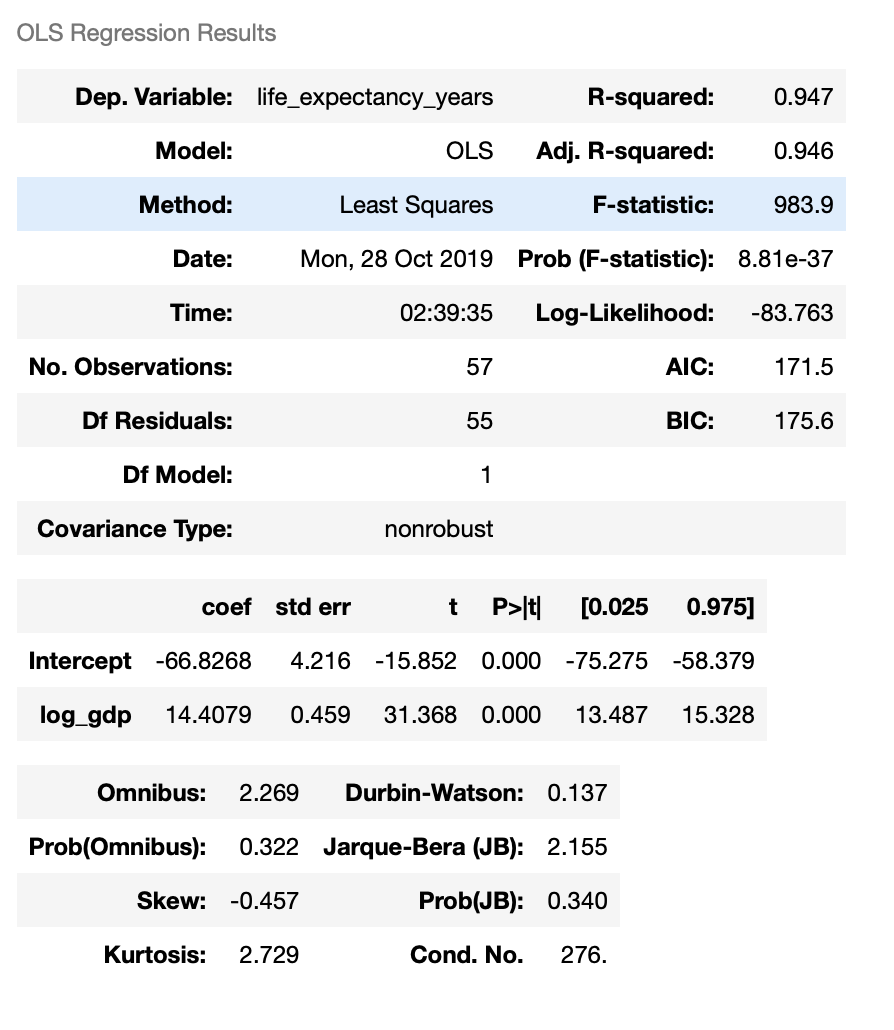 OLS Regression Results
Dep. Variable: life_expectancy_years R-squared: 0.947
Model: OLS Adj. R-squared: 0.946
Method: Least Squares F-statistic: 983.9
Date: Mon, 28 Oct 2019 Prob (F-statistic): 8.81e-37
Time: 02:39:35 Log-Likelihood: -83.763
No. Observations: 57 AIC: 171.5
Df Residuals: 55 BIC: 175.6
Df Model: 1
Covariance Type: nonrobust
coef std err t P>|t| [0.025 0.975]
Intercept -66.8268 4.216 -15.852 0.000 -75.275 -58.379
log_gdp 14.4079 0.459 31.368 0.000 13.487 15.328
Omnibus: 2.269 Durbin-Watson: 0.137
Prob(Omnibus): 0.322 Jarque-Bera (JB): 2.155
Skew: -0.457 Prob(JB): 0.340
Kurtosis: 2.729 Cond. No. 276.